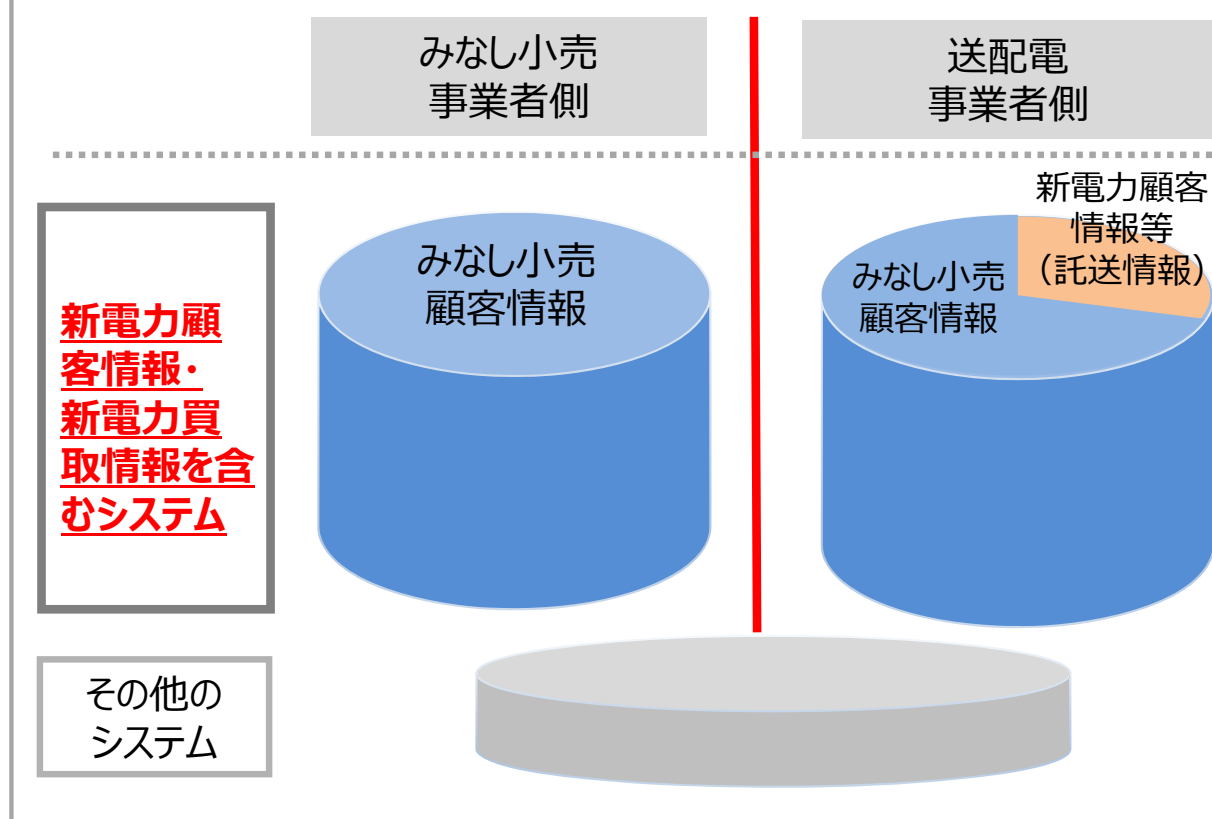 みなし小売
事業者側
送配電
事業者側
新電力顧客
情報等
（託送情報）
みなし小売
顧客情報
みなし小売
顧客情報
新電力顧
客情報・
新電力買
取情報を含
むシステム
その他の
システム